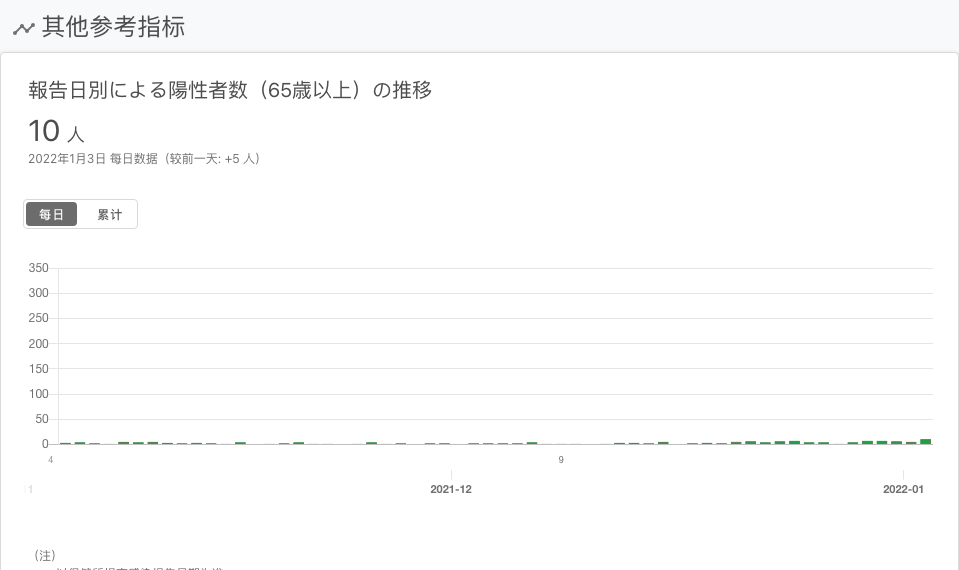 其他参考指标
報告日別による陽性者数（65歳以上）の推移
10 人
2022年1月3日 每日数据（较前一天: +5 人）
每日 累计
350
300
250
200
150
100
50
0
4 9
1 2021-12 2022-01
（注）